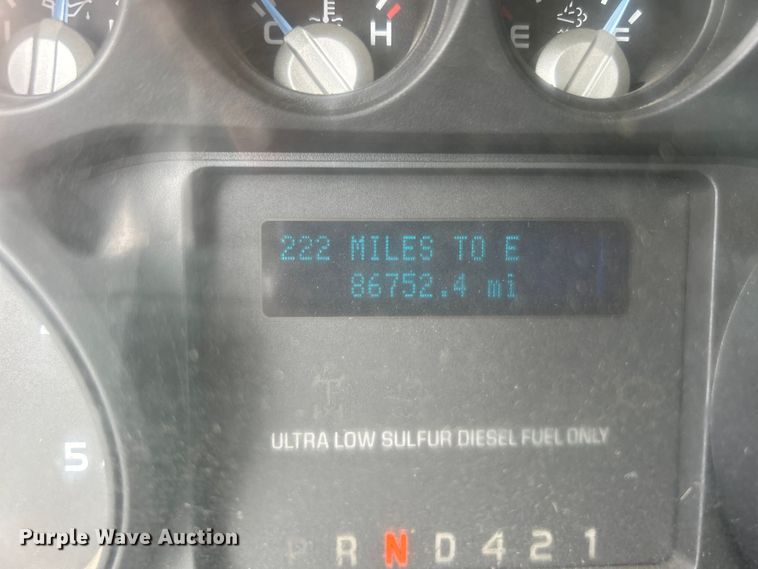 C H E F
222 MILES TO E
86752.4 mi
ULTRA LOW SULFUR DIESEL FUEL ONLY
5
P R N D 4 2 1
Purple Wave Auction